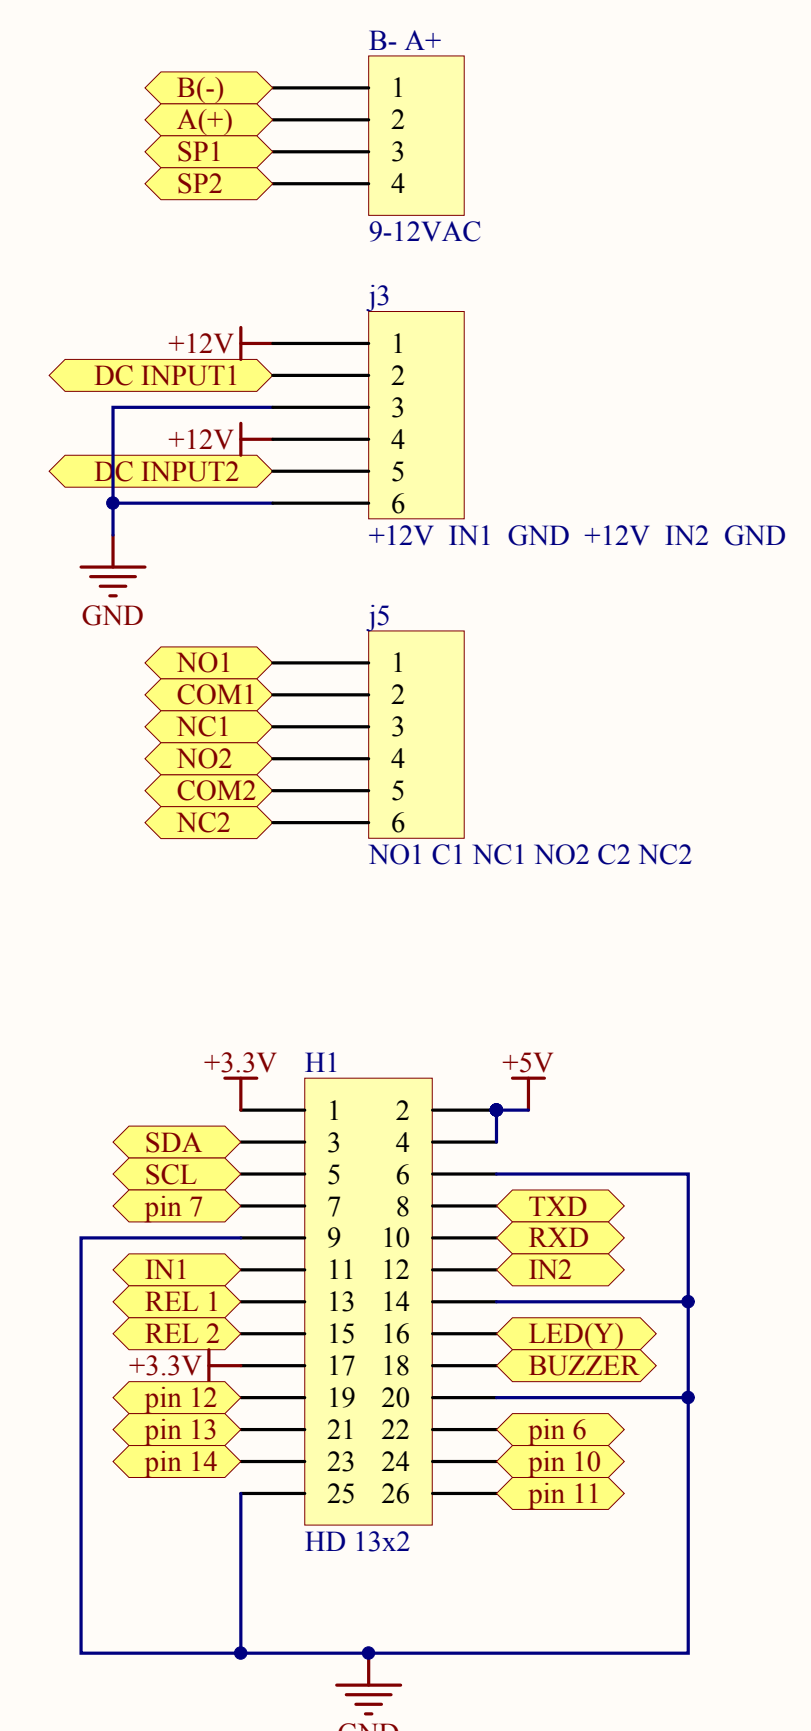 B- A+
B(-) 1
A(+) 2
SP1 3
SP2 4
9-12VAC
j3
+12V 1
DC INPUT1 2
3
+12V 4
DC INPUT2 5
6
+12V IN1 GND +12V IN2 GND
GND
j5
NO1 1
COM1 2
NC1 3
NO2 4
COM2 5
NC2 6
NO1 C1 NC1 NO2 C2 NC2
+3.3V H1 +5V
1 2
SDA 3 4
SCL 5 6
pin 7 7 8 TXD
9 10 RXD
IN1 11 12 IN2
REL 1 13 14
REL 2 15 16 LED(Y)
+3.3V 17 18 BUZZER
pin 12 19 20
pin 13 21 22 pin 6
pin 14 23 24 pin 10
25 26 pin 11
HD 13x2
GND